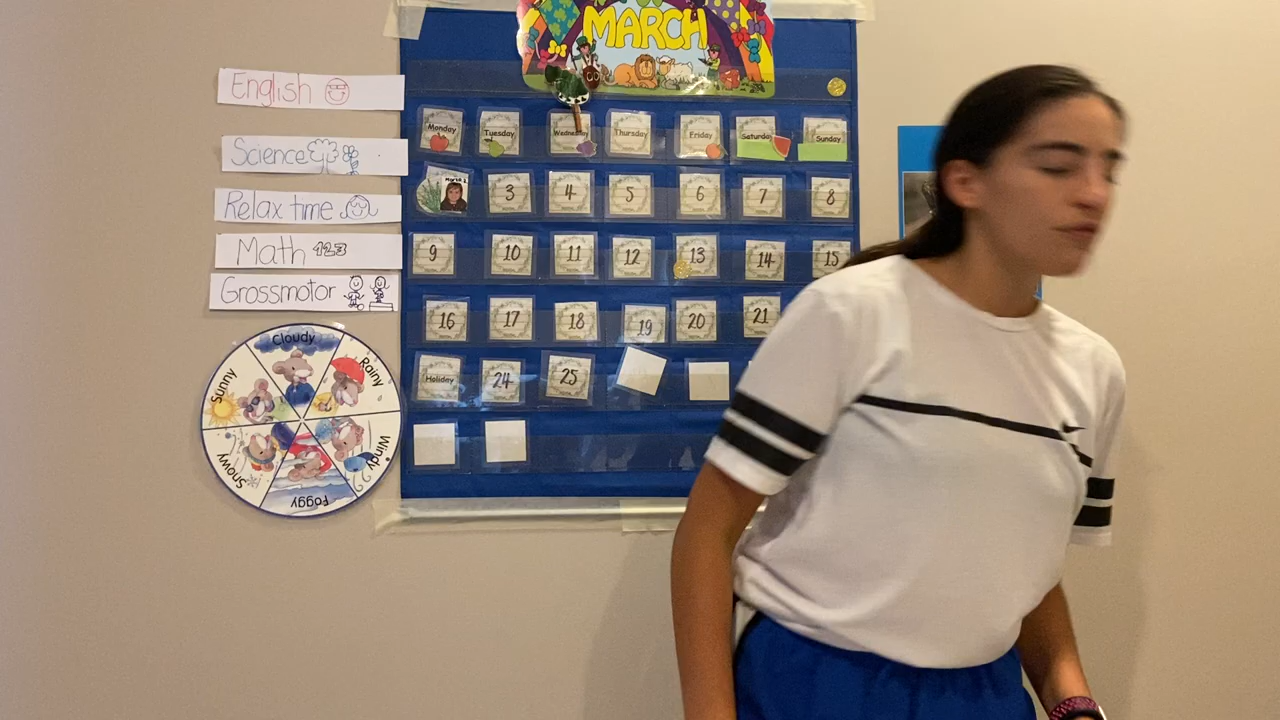 MARCH
English
Science
Relax time
Math 123
Grossmotor
Monday Tuesday Wednesday Thursday Friday Saturday Sunday
3 4 5 6 7 8
9 10 11 12 13 14 15
16 17 18 19 20 21
Holiday 24 25
Cloudy
Rainy
Windy
Foggy
Snowy
Sunny